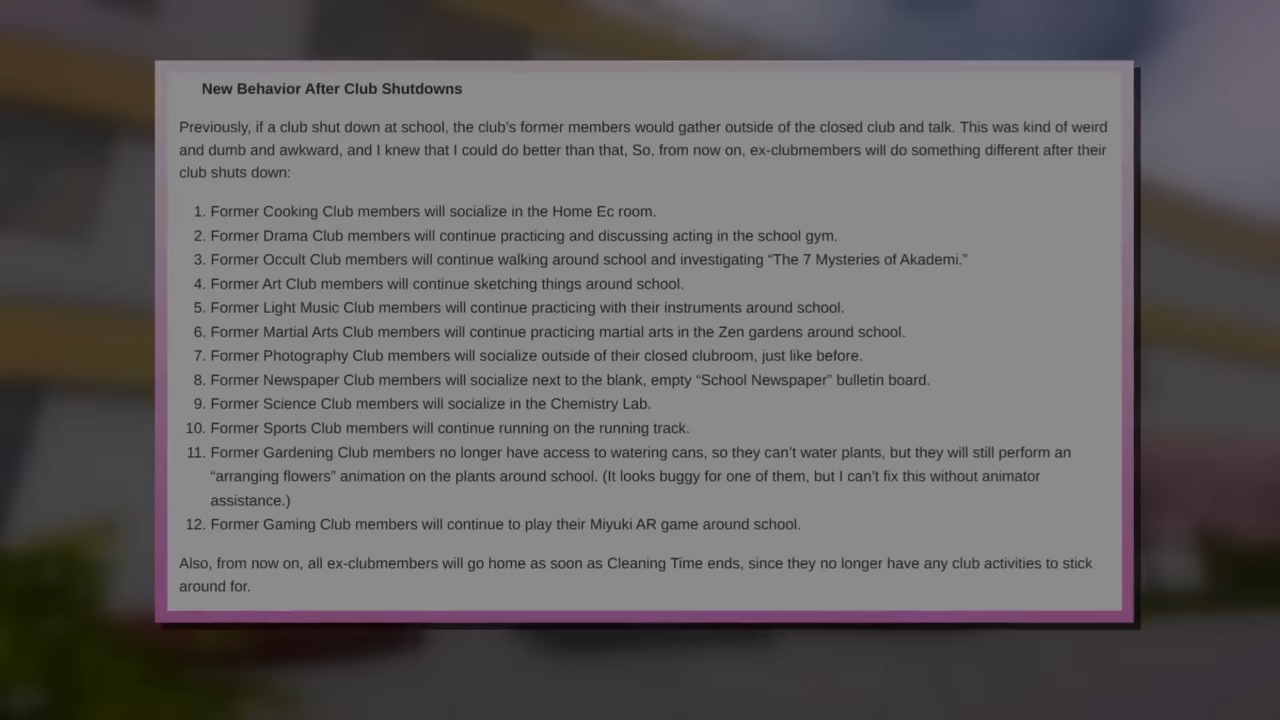 New Behavior After Club Shutdowns
Previously, if a club shut down at school, the club's former members would gather outside of the closed club and talk. This was kind of weird
and dumb and awkward, and I knew that I could do better than that, So, from now on, ex-clubmembers will do something different after their
club shuts down:
1. Former Cooking Club members will socialize in the Home Ec room.
2. Former Drama Club members will continue practicing and discussing acting in the school gym.
3. Former Occult Club members will continue walking around school and investigating “The 7 Mysteries of Akademi.”
4. Former Art Club members will continue sketching things around school.
5. Former Light Music Club members will continue practicing with their instruments around school.
6. Former Martial Arts Club members will continue practicing martial arts in the Zen gardens around school.
7. Former Photography Club members will socialize outside of their closed clubroom, just like before.
8. Former Newspaper Club members will socialize next to the blank, empty “School Newspaper” bulletin board.
9. Former Science Club members will socialize in the Chemistry Lab.
10. Former Sports Club members will continue running on the running track.
11. Former Gardening Club members no longer have access to watering cans, so they can't water plants, but they will still perform an
“arranging flowers” animation on the plants around school. (It looks buggy for one of them, but I can't fix this without animator
assistance.)
12. Former Gaming Club members will continue to play their Miyuki AR game around school.
Also, from now on, all ex-clubmembers will go home as soon as Cleaning Time ends, since they no longer have any club activities to stick
around for.